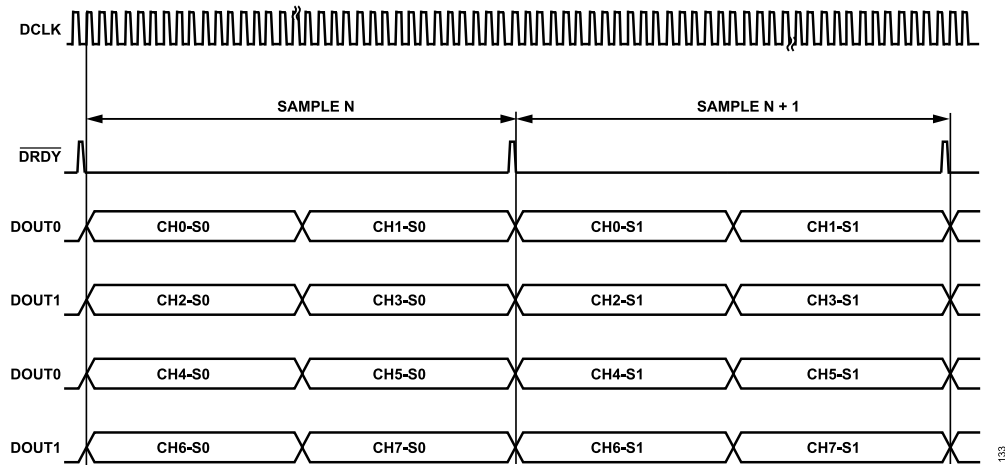 DCLK
SAMPLE N SAMPLE N + 1
DRDY
DOUT0 CH0-S0 CH1-S0 CH0-S1 CH1-S1
DOUT1 CH2-S0 CH3-S0 CH2-S1 CH3-S1
DOUT0 CH4-S0 CH5-S0 CH4-S1 CH5-S1
DOUT1 CH6-S0 CH7-S0 CH6-S1 CH7-S1
133